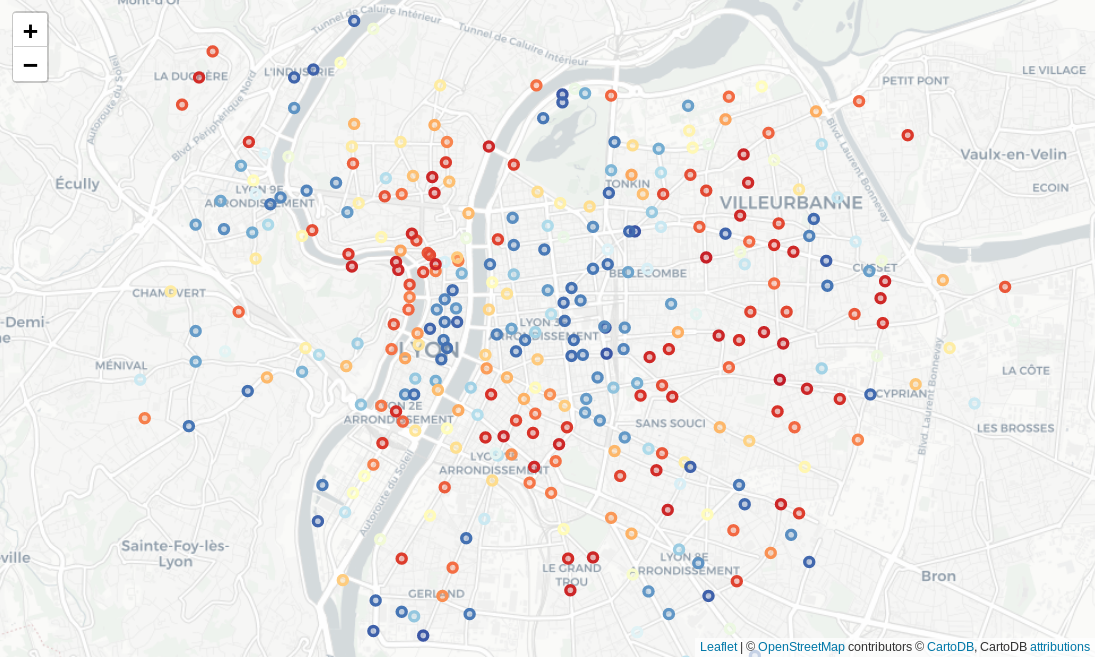 Mont-d'Or
Tunnel de Caluire Intérieur
Tunnel de Caluire Intérieur
+
−
LA DUCHÈRE
L'INDUSTRIE
PETIT PONT
LE VILLAGE
Autoroute du Soleil
Blvd. Périphérique Nord
Blvd. Laurent Bonnevay
Vaulx-en-Velin
Écully
LYON 9E
ARRONDISSEMENT
TONKIN
ECOIN
VILLEURBANNE
BELLECOMBE
CUSSET
CHAMPVERT
-Demi-
ne
LYON 3E
ARRONDISSEMENT
LYON
MÉNIVAL
Blvd. Laurent Bonnevay
LA CÔTE
CYPRIAN
LYON 2E
ARRONDISSEMENT
SANS SOUCI
LES BROSSES
ARRONDISSEMENT
Autoroute du Soleil
Sainte-Foy-lès-
Lyon
eville
LE GRAND
TROU
LYON 8E
ARRONDISSEMENT
Bron
GERLAND
Leaflet | © OpenStreetMap contributors © CartoDB, CartoDB attributions